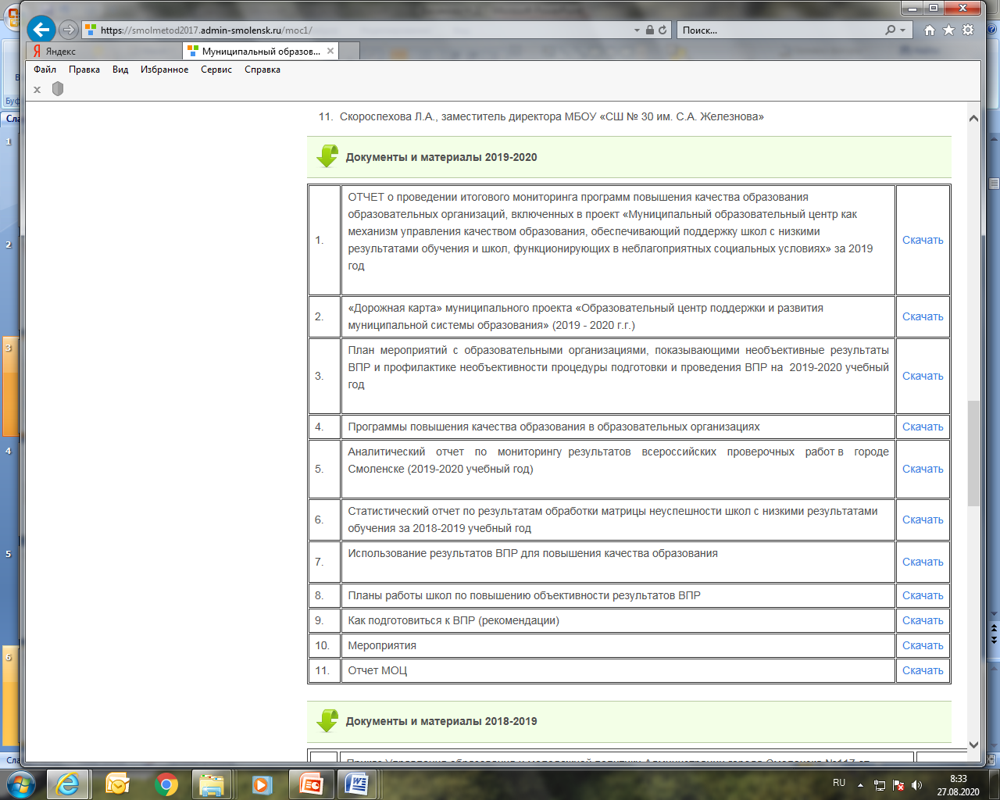 https://smolmetod2017.admin-smolensk.ru/moc1/
Поиск...
Яндекс
Муниципальный образов...
Файл Правка Вид Избранное Сервис Справка
x
11. Скороспехова Л.А., заместитель директора МБОУ «СШ № 30 им. С.А. Железнова»
Документы и материалы 2019-2020
1.
ОТЧЕТ о проведении итогового мониторинга программ повышения качества образования
образовательных организаций, включенных в проект «Муниципальный образовательный центр как
механизм управления качеством образования, обеспечивающий поддержку школ с низкими
результатами обучения и школ, функционирующих в неблагоприятных социальных условиях» за 2019
год
Скачать
2.
«Дорожная карта» муниципального проекта «Образовательный центр поддержки и развития
муниципальной системы образования» (2019 - 2020 г.г.)
Скачать
3.
План мероприятий с образовательными организациями, показывающими необъективные результаты
ВПР и профилактике необъективности процедуры подготовки и проведения ВПР на 2019-2020 учебный
год
Скачать
4. Программы повышения качества образования в образовательных организациях Скачать
5.
Аналитический отчет по мониторингу результатов всероссийских проверочных работ в городе
Смоленске (2019-2020 учебный год)
Скачать
6.
Статистический отчет по результатам обработки матрицы неуспешности школ с низкими результатами
обучения за 2018-2019 учебный год
Скачать
7. Использование результатов ВПР для повышения качества образования Скачать
8. Планы работы школ по повышению объективности результатов ВПР Скачать
9. Как подготовиться к ВПР (рекомендации) Скачать
10. Мероприятия Скачать
11. Отчет МОЦ Скачать
Документы и материалы 2018-2019
1
2
3
4
5
6
RU
8:33
27.08.2020